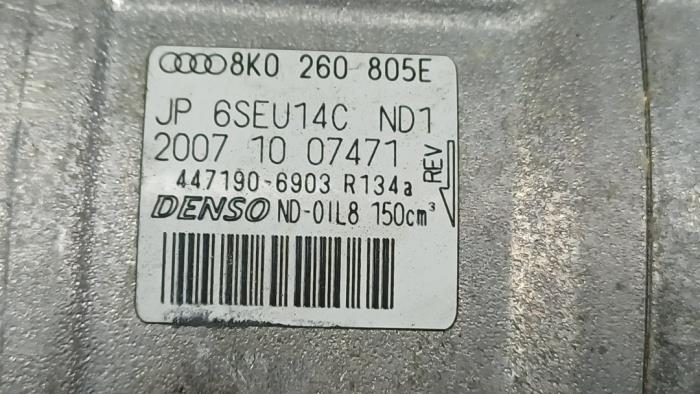 8K0 260 805E
JP 6SEU14C ND1
2007 10 07471
447190-6903 R134a
DENSO ND-OIL8 150cm³
REV